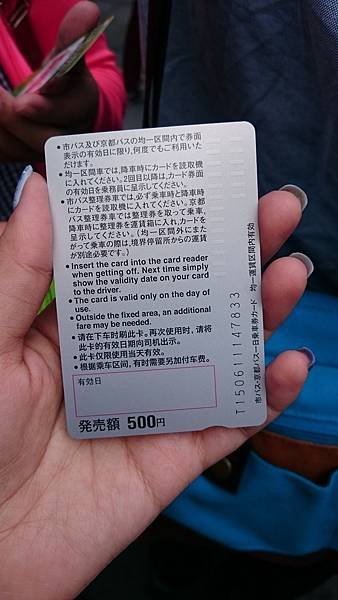 ●市バス及び京都バスの均一区間内で券面
表示の有効日に限り、何度でもご利用いた
だけます。
●均一区間車では、降車時にカードを読取機
に入れてください。2回目以降は、カード券面
の有効日を乗務員に呈示してください。
●市バス整理券車では、必ず乗車時と降車時
にカードを読取機に入れてください。京都
バス整理券車では整理券を取って乗車、
降車時に整理券を運賃箱に入れ、カードを
呈示してください。(均一区間外にまた
がって乗車の際は、境界停留所からの運賃
が別途必要です。)
●Insert the card into the card reader
when getting off. Next time simply
show the validity date on your card
to the driver.
●The card is valid only on the day of
use.
●Outside the fixed area, an additional
fare may be needed.
●请在下车时刷此卡。再次使用时,请将
此卡的有效日期向司机出示。
●此卡仅限使用当天有效。
●根据乘车区间,有时需要另加付车费。
有効日
発売額 500円
T150611147833
市バス・京都バス一日乗車券カード 均一運賃区間内有効